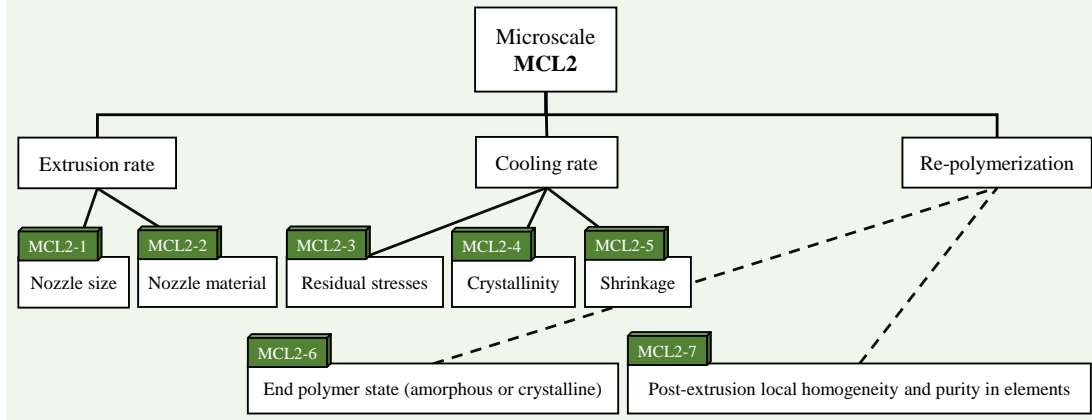 Microscale
MCL2
Extrusion rate
Cooling rate
Re-polymerization
MCL2-1
Nozzle size
MCL2-2
Nozzle material
MCL2-3
Residual stresses
MCL2-4
Crystallinity
MCL2-5
Shrinkage
MCL2-6
End polymer state (amorphous or crystalline)
MCL2-7
Post-extrusion local homogeneity and purity in elements